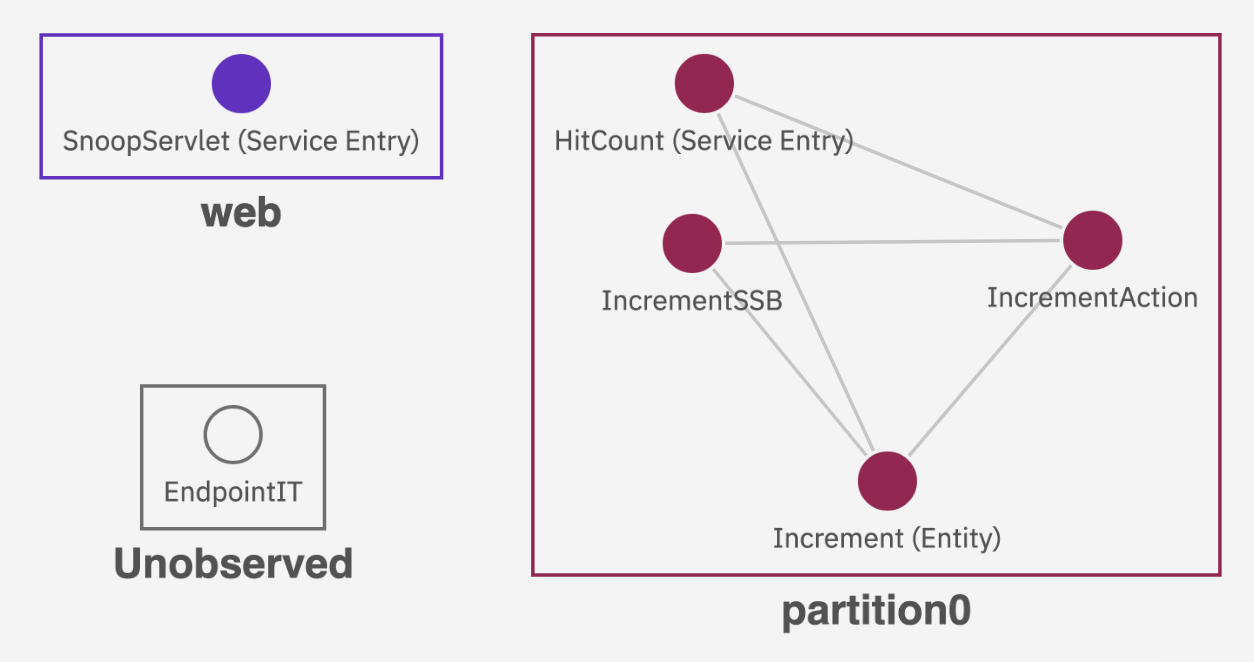 SnoopServlet (Service Entry)
web
EndpointIT
Unobserved
HitCount (Service Entry)
IncrementSSB
IncrementAction
Increment (Entity)
partition0